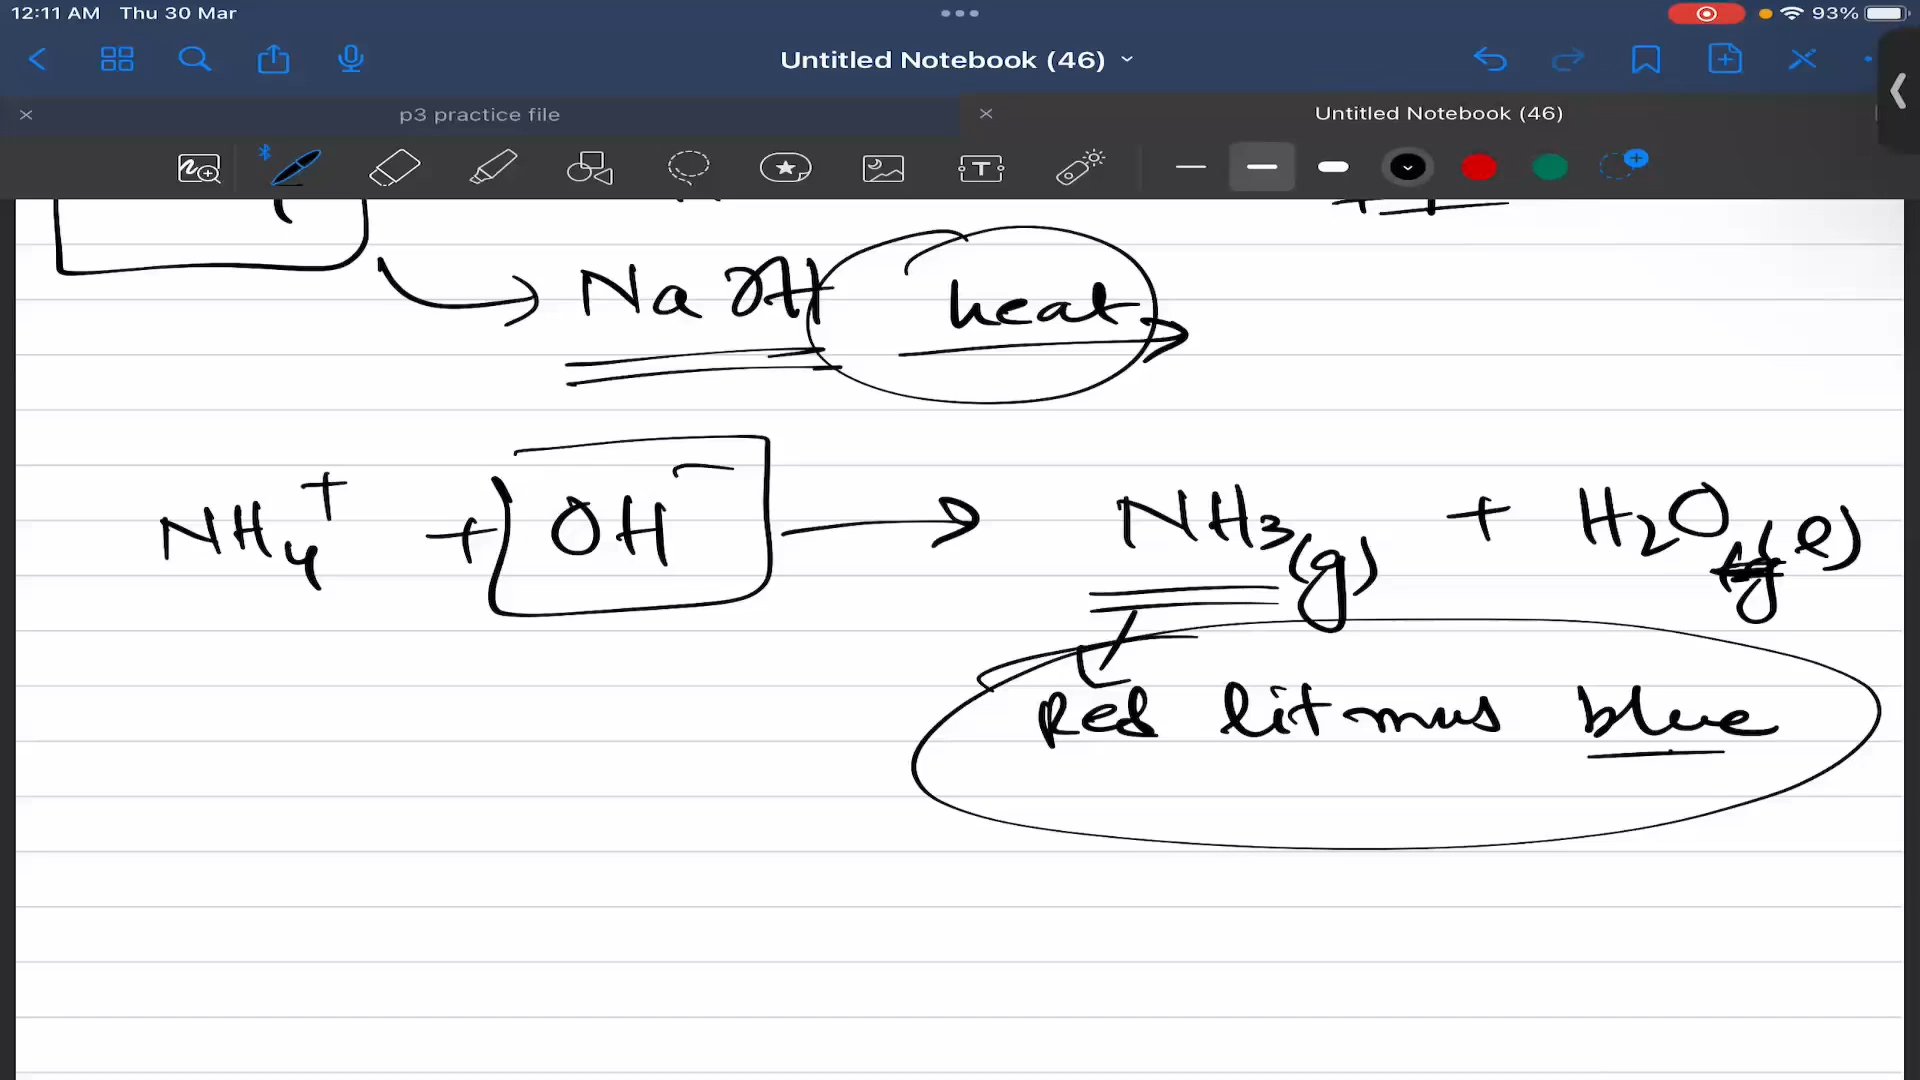 12:11 AM Thu 30 Mar
93%
Untitled Notebook (46)
p3 practice file
Untitled Notebook (46)
T
NaOH heat
NH₄⁺ + OH⁻ → NH₃(g) + H₂O(l)
Red litmus blue